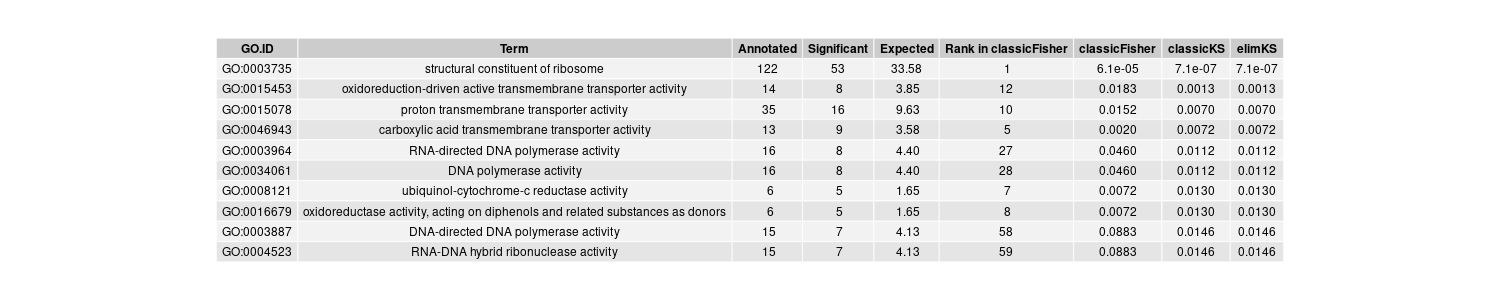 GO.ID Term Annotated Significant Expected Rank in classicFisher classicFisher classicKS elimKS
GO:0003735 structural constituent of ribosome 122 53 33.58 1 6.1e-05 7.1e-07 7.1e-07
GO:0015453 oxidoreduction-driven active transmembrane transporter activity 14 8 3.85 12 0.0183 0.0013 0.0013
GO:0015078 proton transmembrane transporter activity 35 16 9.63 10 0.0152 0.0070 0.0070
GO:0046943 carboxylic acid transmembrane transporter activity 13 9 3.58 5 0.0020 0.0072 0.0072
GO:0003964 RNA-directed DNA polymerase activity 16 8 4.40 27 0.0460 0.0112 0.0112
GO:0034061 DNA polymerase activity 16 8 4.40 28 0.0460 0.0112 0.0112
GO:0008121 ubiquinol-cytochrome-c reductase activity 6 5 1.65 7 0.0072 0.0130 0.0130
GO:0016679 oxidoreductase activity, acting on diphenols and related substances as donors 6 5 1.65 8 0.0072 0.0130 0.0130
GO:0003887 DNA-directed DNA polymerase activity 15 7 4.13 58 0.0883 0.0146 0.0146
GO:0004523 RNA-DNA hybrid ribonuclease activity 15 7 4.13 59 0.0883 0.0146 0.0146